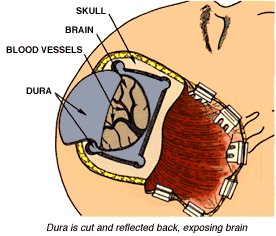 SKULL
BRAIN
BLOOD VESSELS
DURA
Dura is cut and reflected back, exposing brain